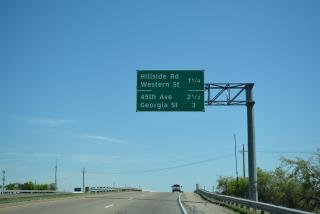 Hillside Rd
Western St 1 1/4
45th Ave 2 1/2
Georgia St 3